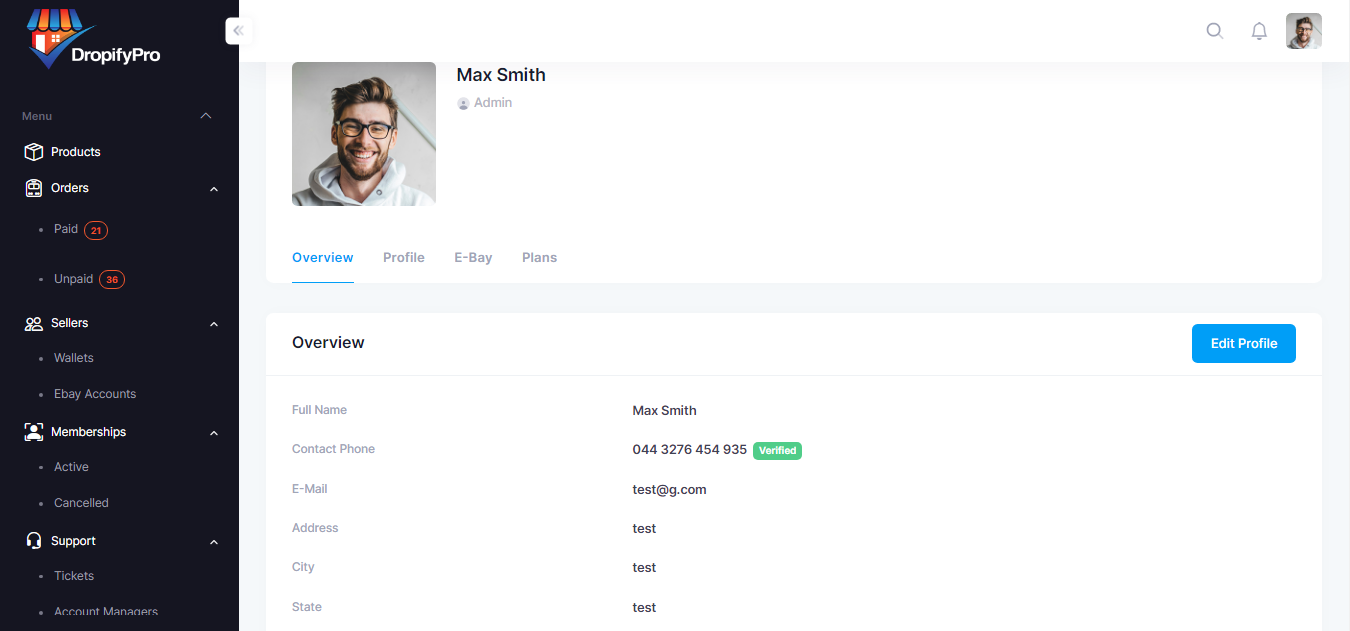 DropifyPro
Menu
Products
Orders
Paid 21
Unpaid 36
Sellers
Wallets
Ebay Accounts
Memberships
Active
Cancelled
Support
Tickets
Account Managers
Max Smith
Admin
Overview Profile E-Bay Plans
Overview Edit Profile
Full Name Max Smith
Contact Phone 044 3276 454 935 Verified
E-Mail test@g.com
Address test
City test
State test